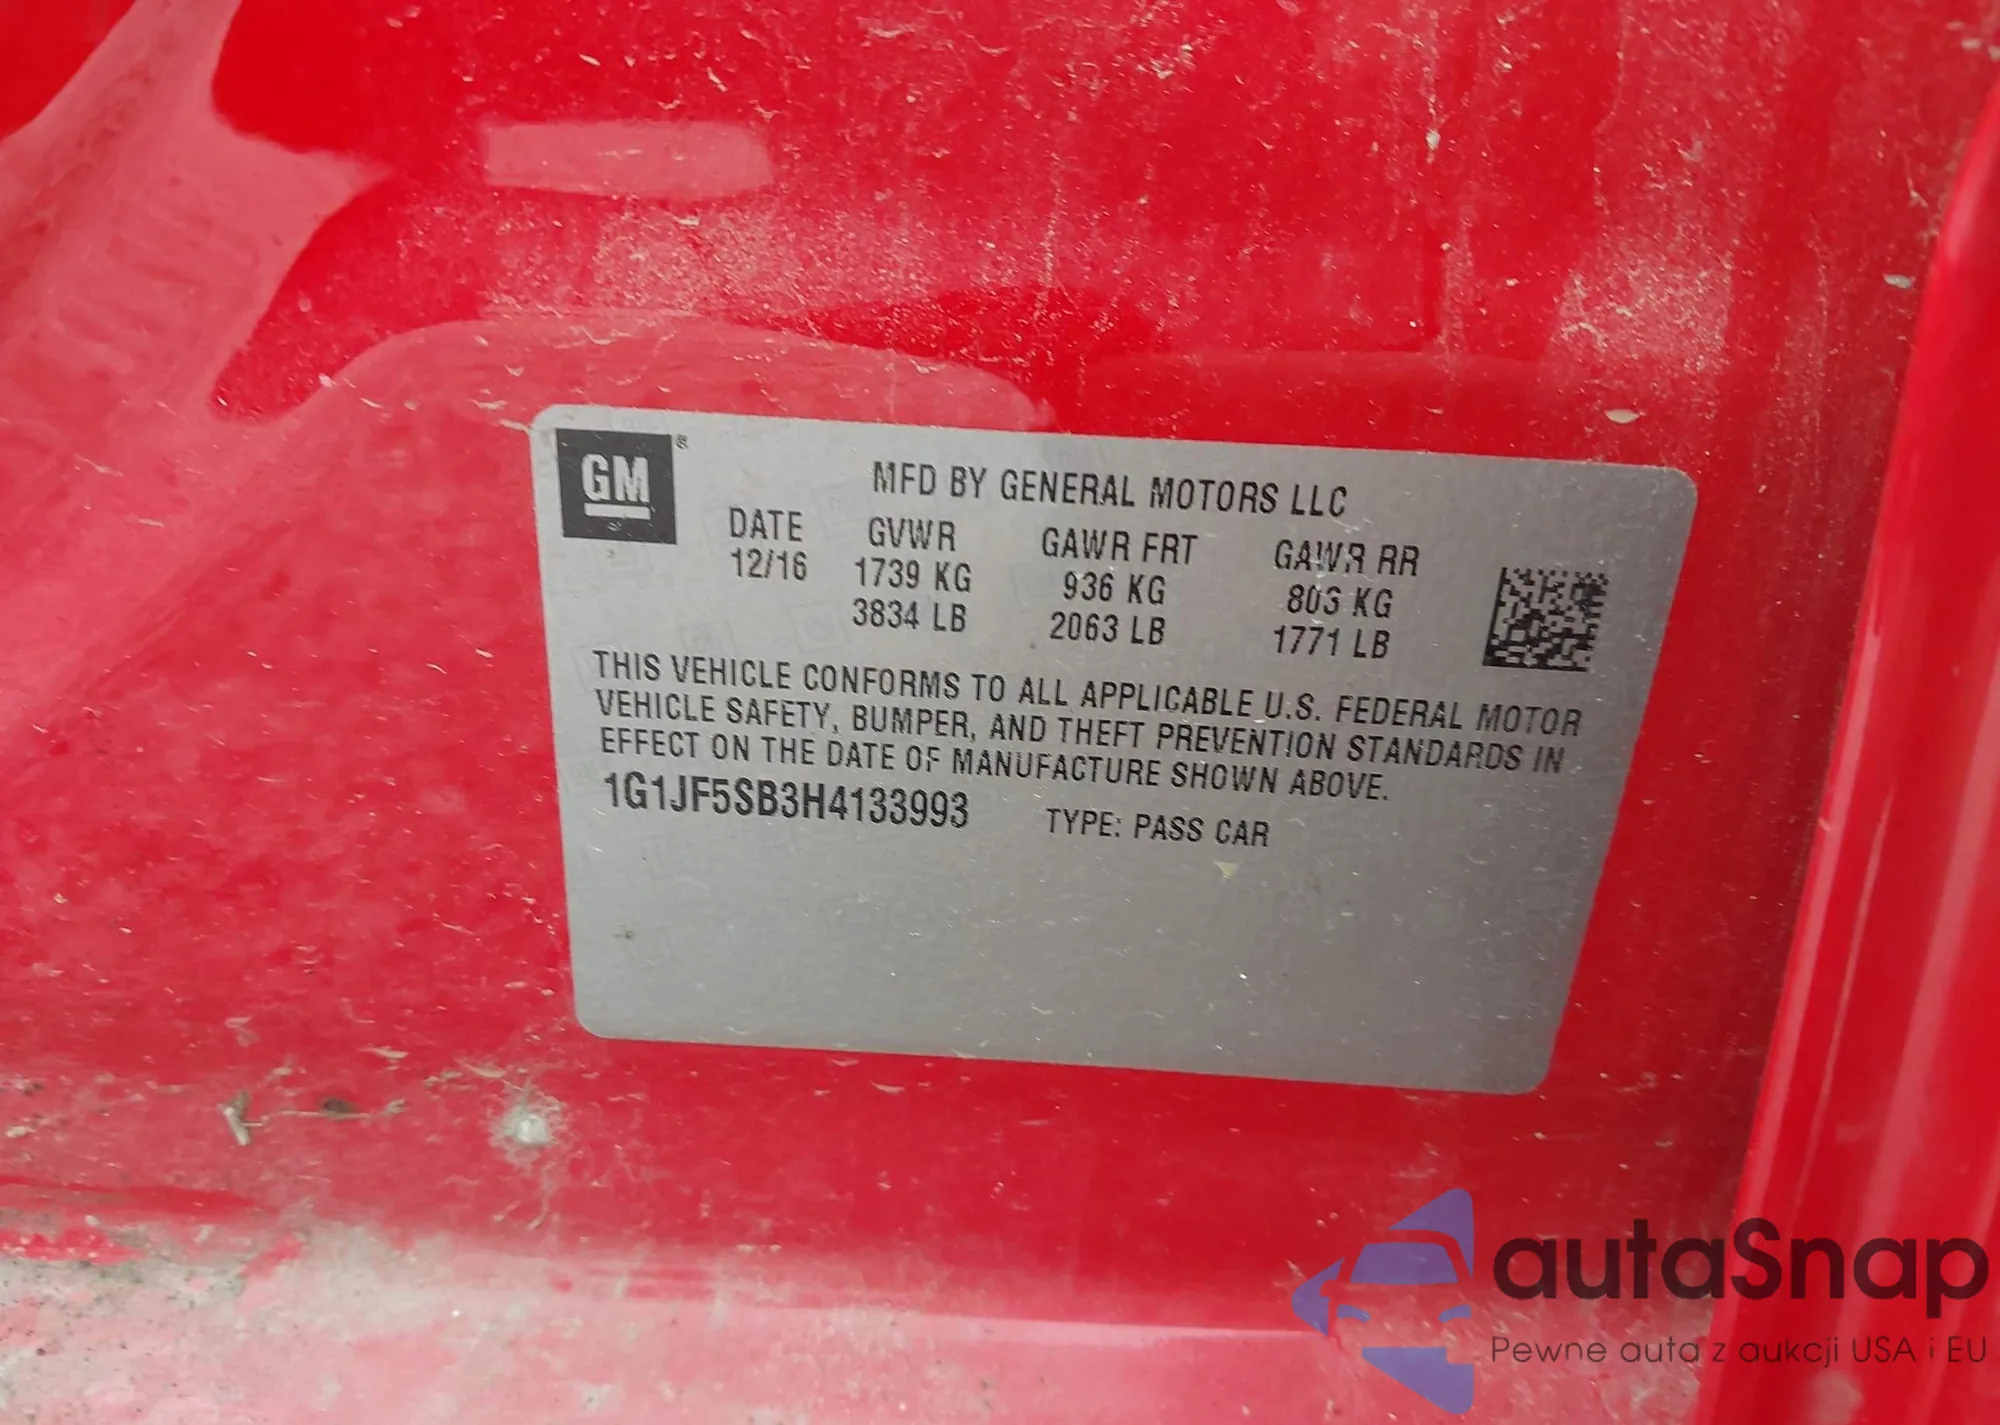 GM ®
MFD BY GENERAL MOTORS LLC
DATE GVWR GAWR FRT GAWR RR
12/16 1739 KG 936 KG 803 KG
3834 LB 2063 LB 1771 LB
THIS VEHICLE CONFORMS TO ALL APPLICABLE U.S. FEDERAL MOTOR
VEHICLE SAFETY, BUMPER, AND THEFT PREVENTION STANDARDS IN
EFFECT ON THE DATE OF MANUFACTURE SHOWN ABOVE.
1G1JF5SB3H4133993 TYPE: PASS CAR
autaSnap
Pewne auta z aukcji USA i EU